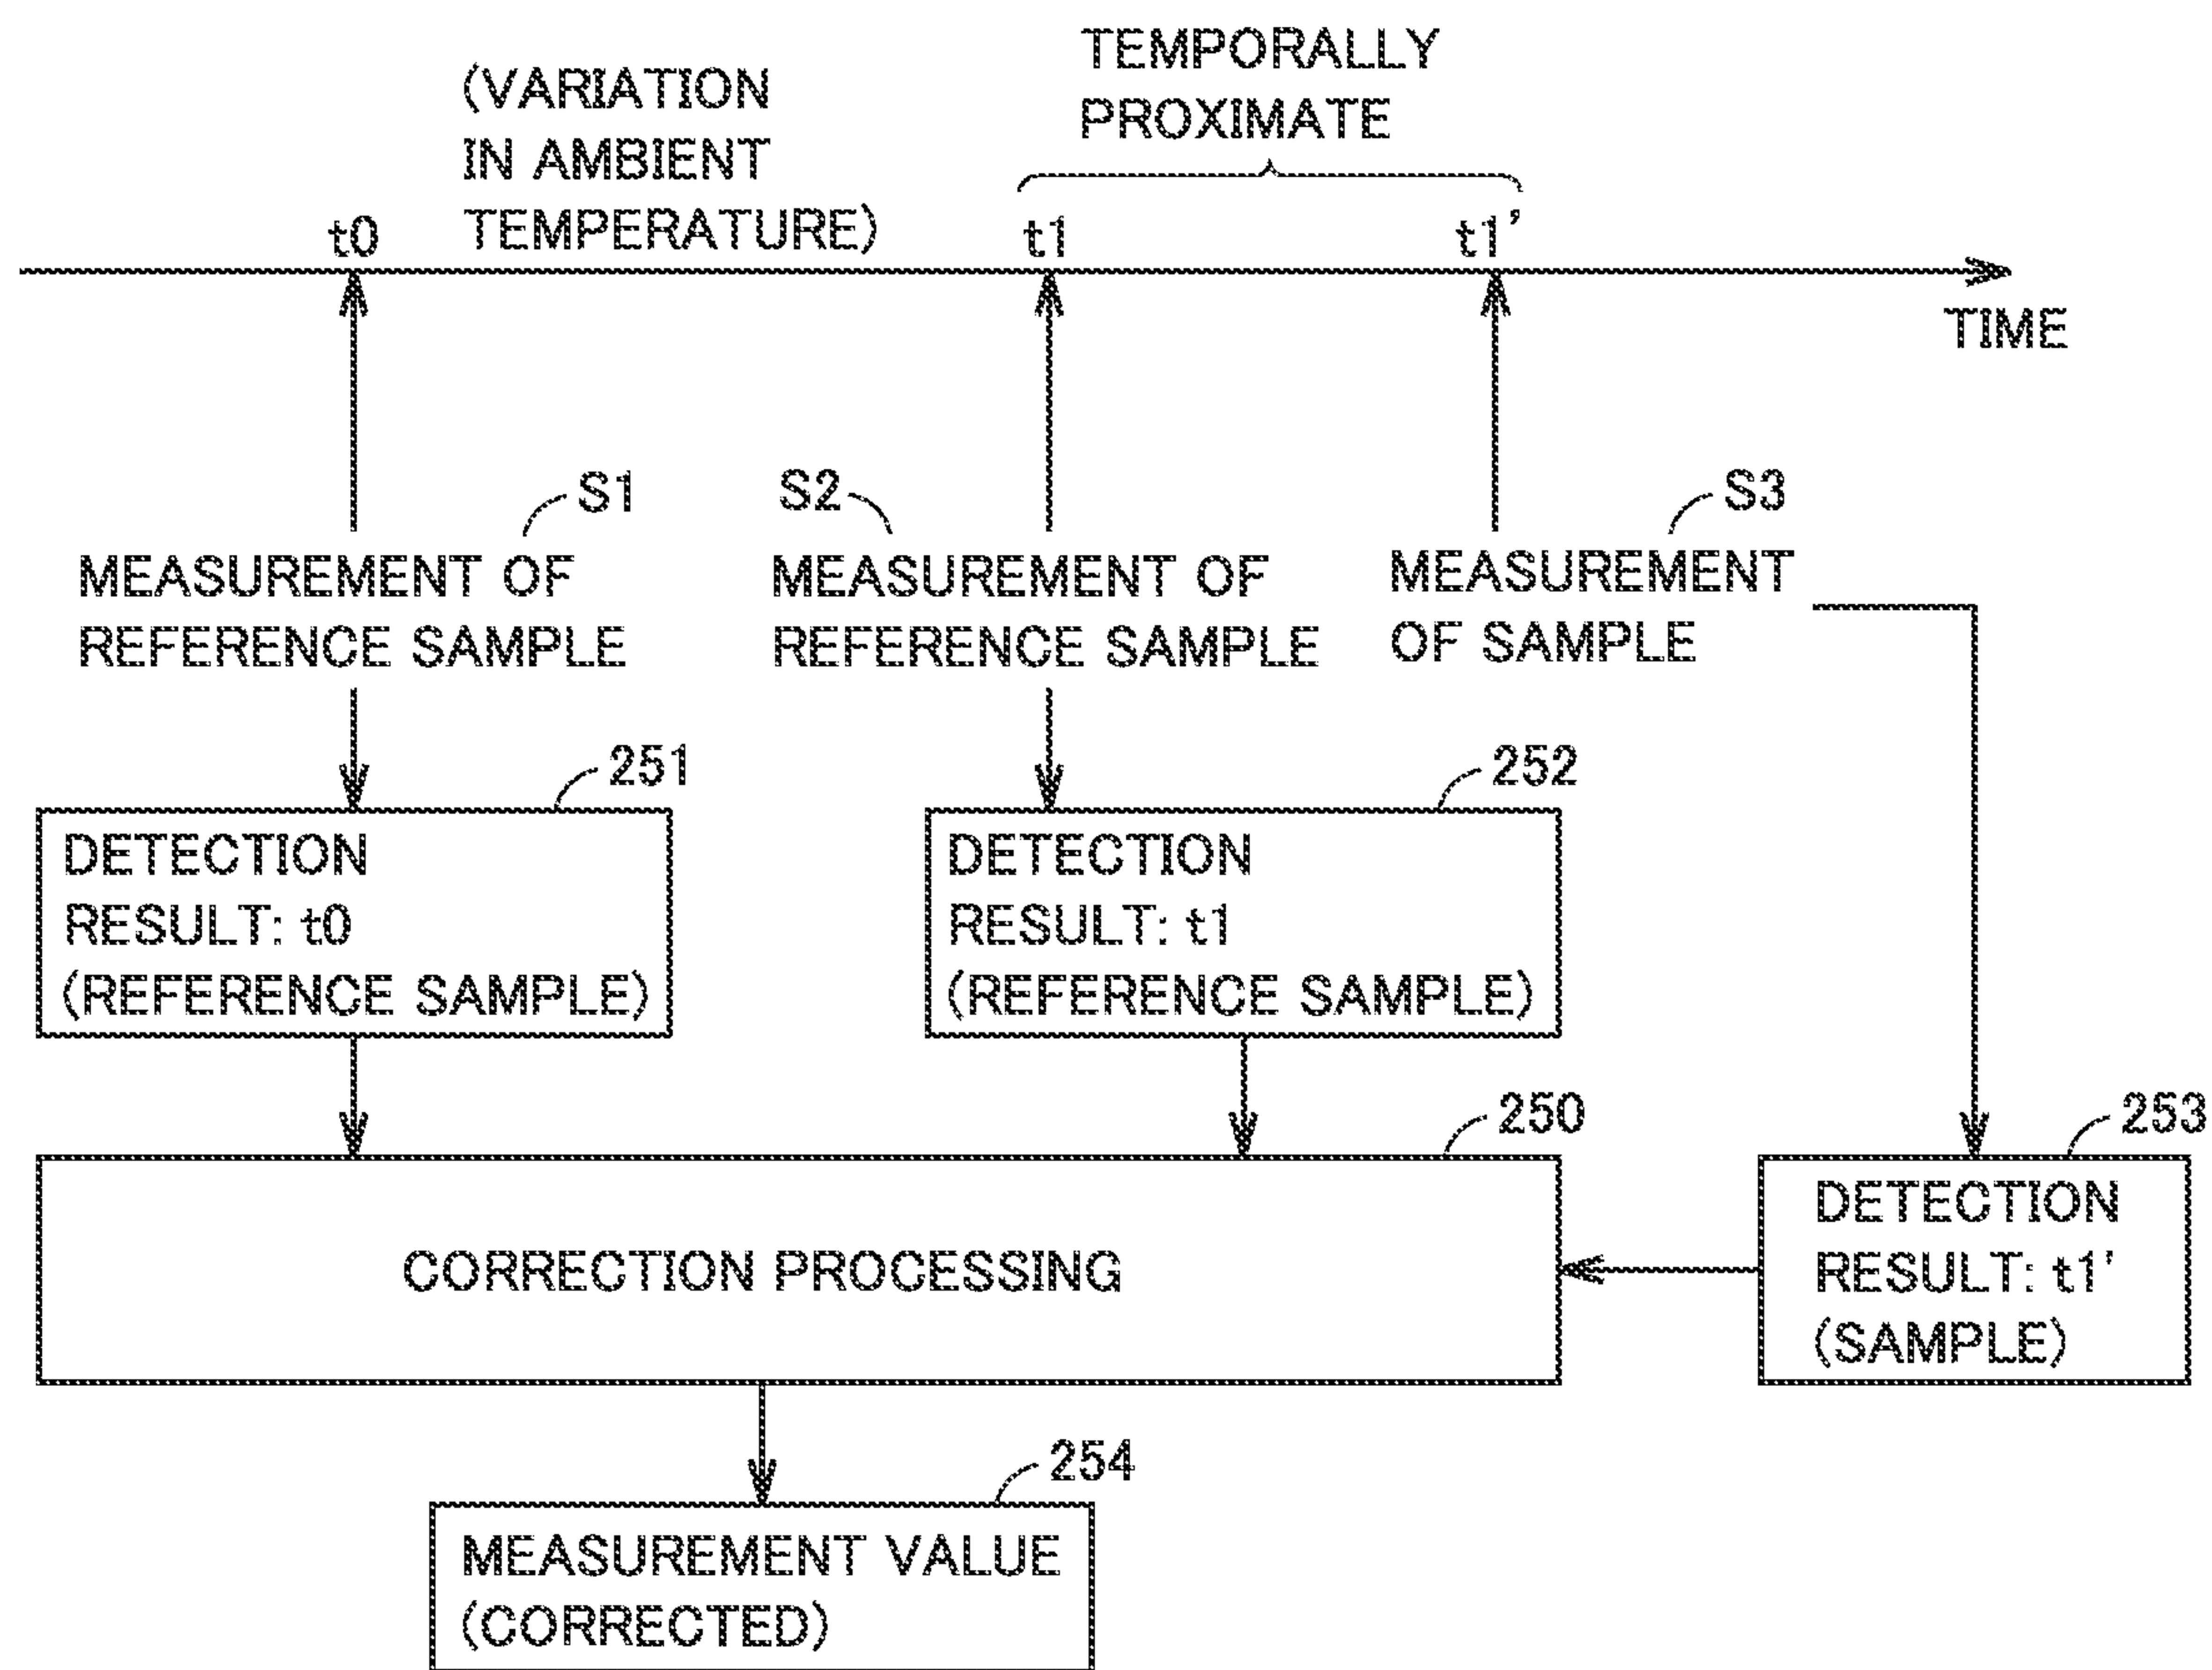 TEMPORALLY
PROXIMATE
(VARIATION
IN AMBIENT
TEMPERATURE)
t0
t1
t1'
TIME
S1
S2
S3
MEASUREMENT OF
REFERENCE SAMPLE
MEASUREMENT OF
REFERENCE SAMPLE
MEASUREMENT
OF SAMPLE
251
DETECTION
RESULT: t0
(REFERENCE SAMPLE)
252
DETECTION
RESULT: t1
(REFERENCE SAMPLE)
250
CORRECTION PROCESSING
253
DETECTION
RESULT: t1'
(SAMPLE)
254
MEASUREMENT VALUE
(CORRECTED)